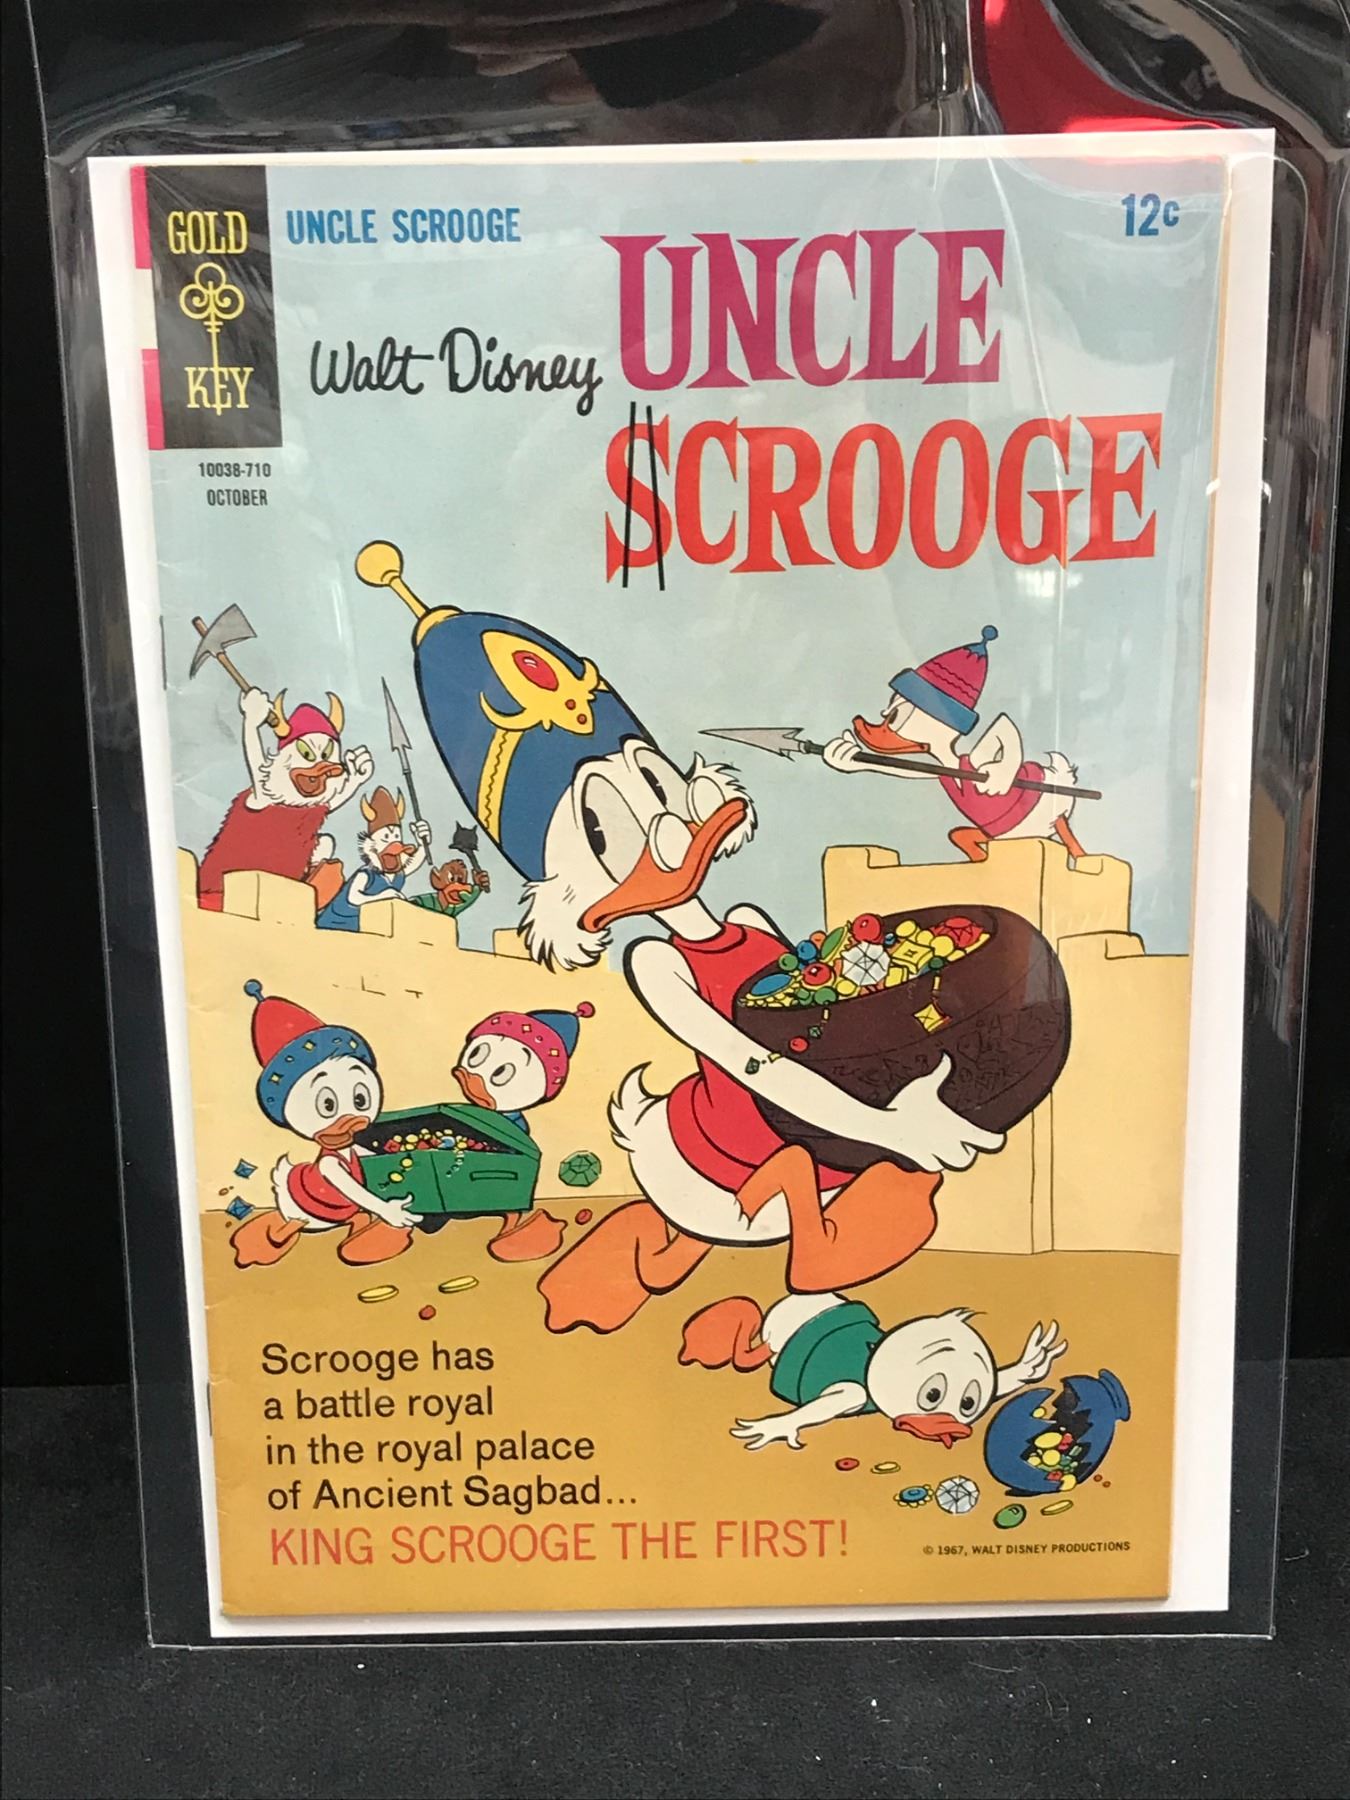 GOLD
KEY
UNCLE SCROOGE
12c
Walt Disney
UNCLE
SCROOGE
10038-710
OCTOBER
Scrooge has
a battle royal
in the royal palace
of Ancient Sagbad...
KING SCROOGE THE FIRST!
© 1967, WALT DISNEY PRODUCTIONS